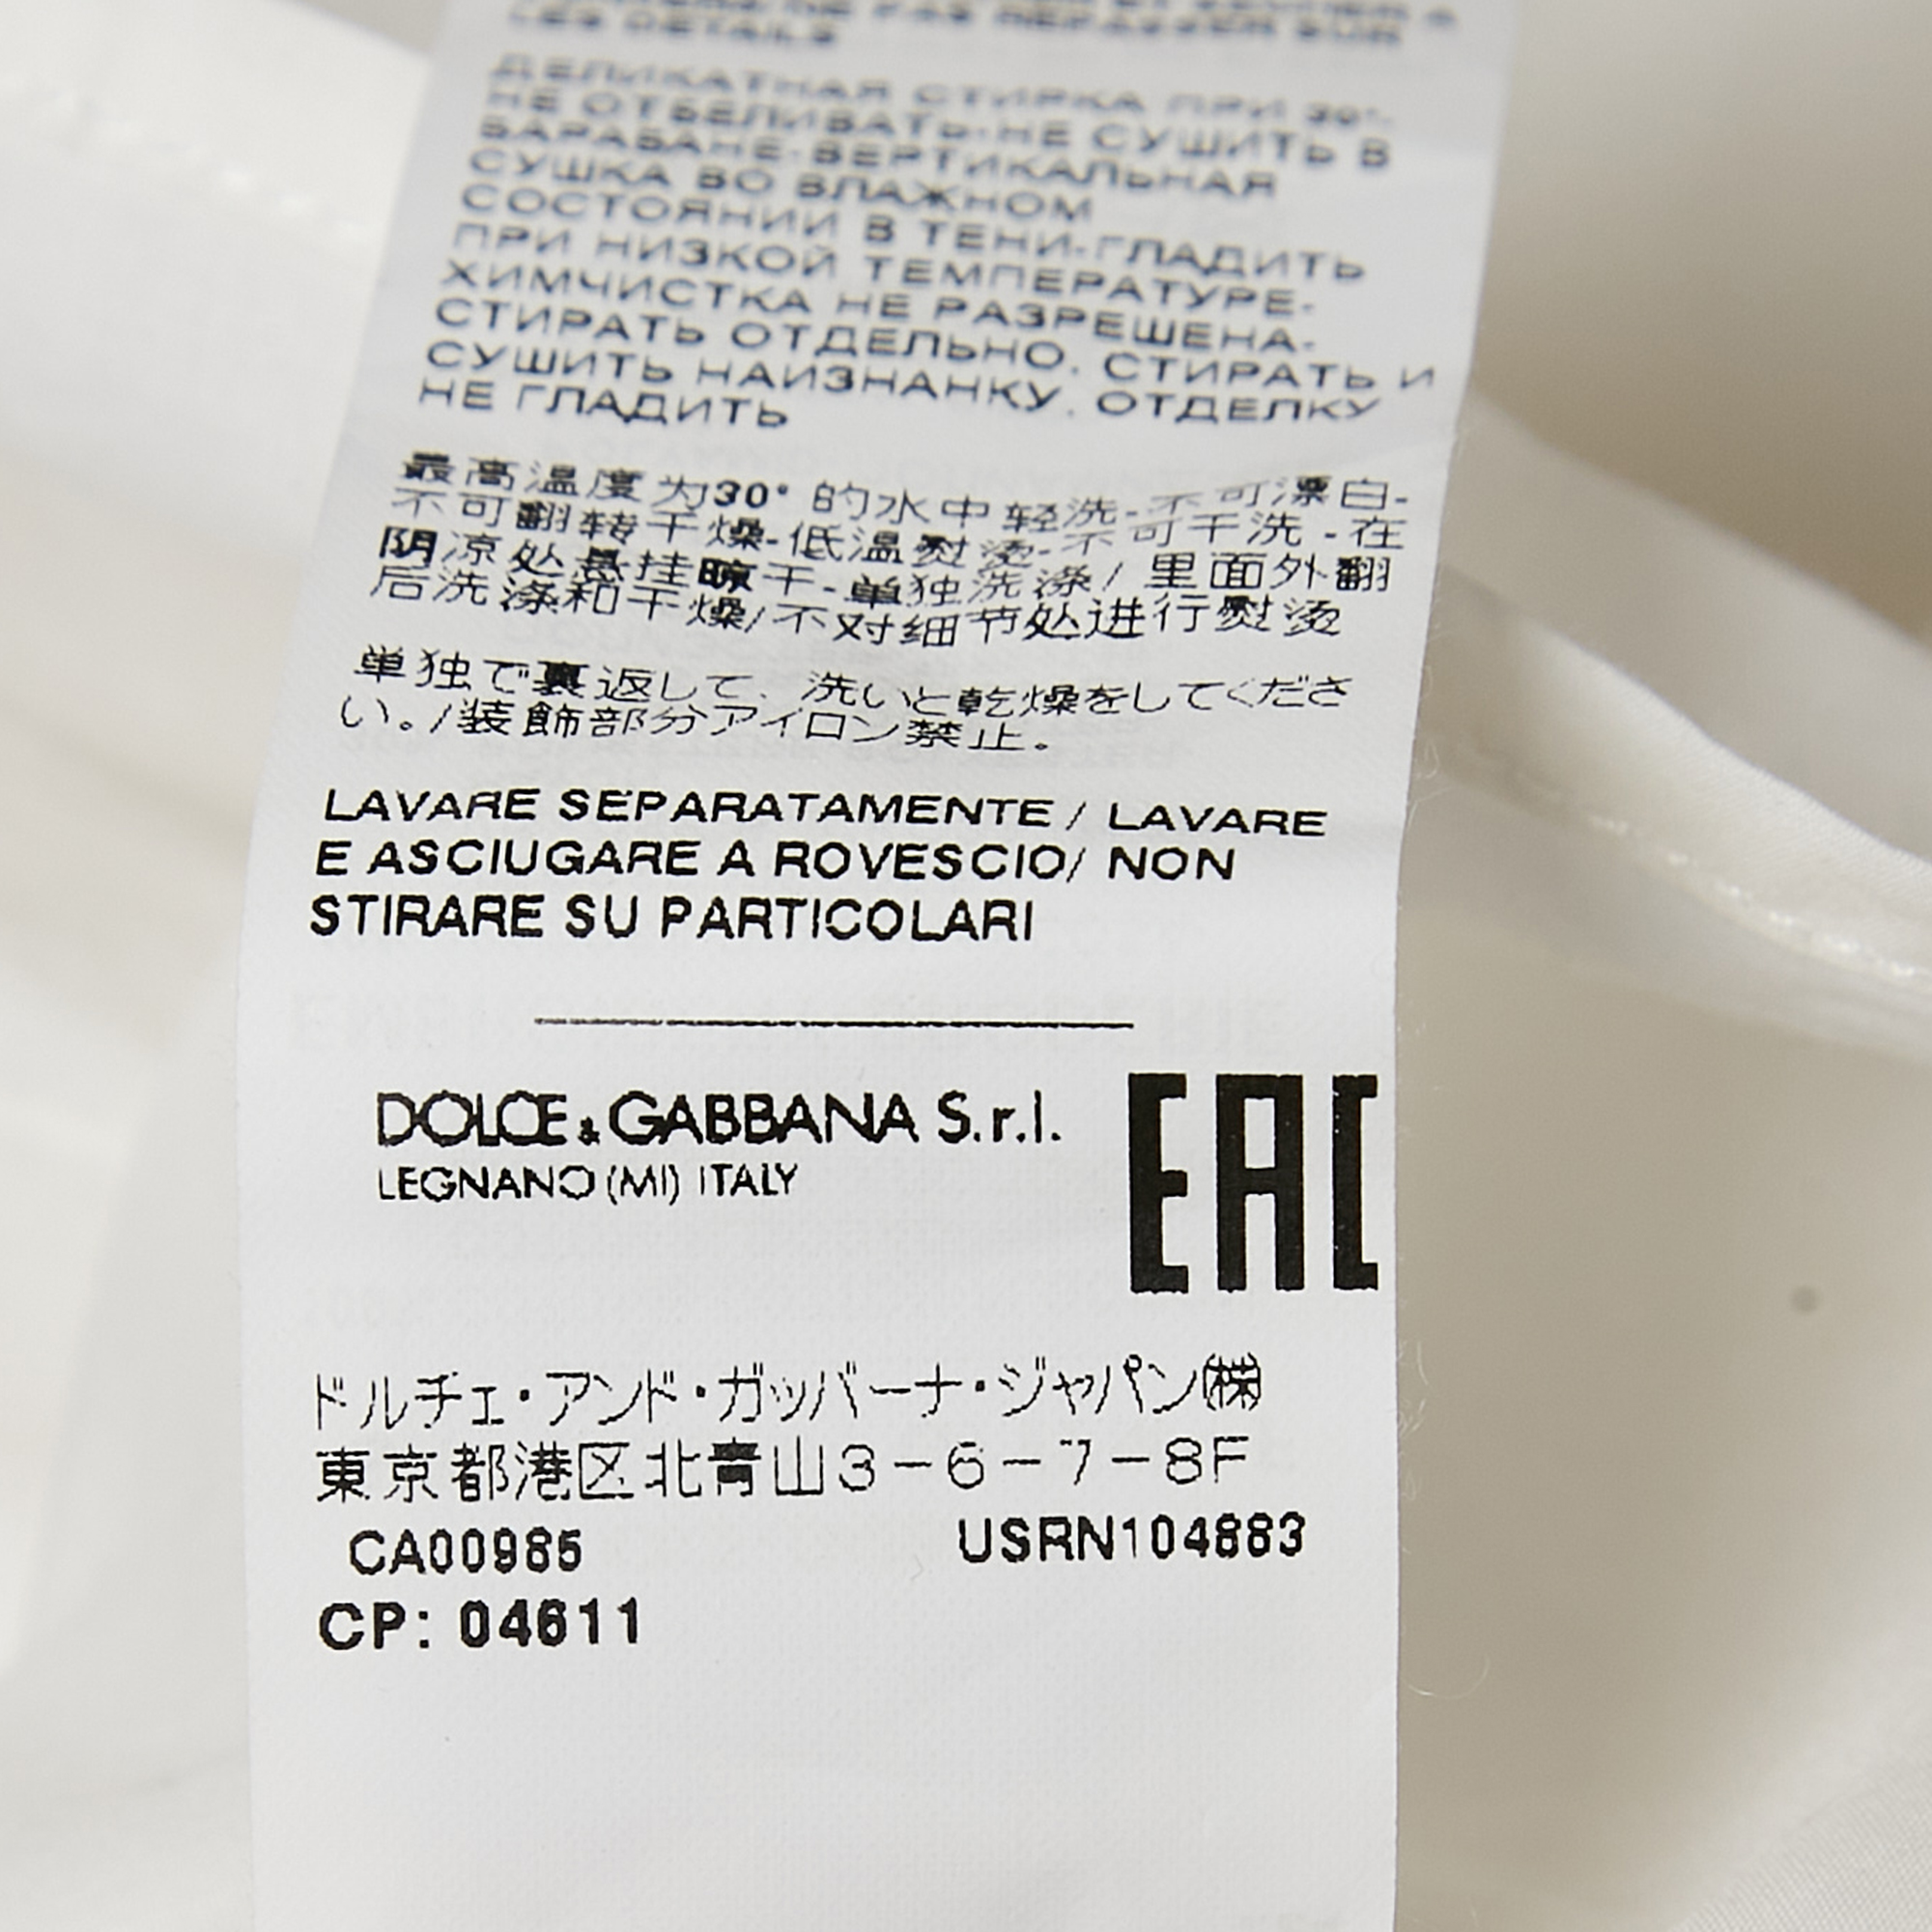 NE PAS REPASSER SUR
LES DETAILS
ДЕЛИКАТНАЯ СТИРКА ПРИ 30°-
НЕ ОТБЕЛИВАТЬ-НЕ СУШИТЬ В
БАРАБАНЕ-ВЕРТИКАЛЬНАЯ
СУШКА ВО ВЛАЖНОМ
СОСТОЯНИИ В ТЕНИ-ГЛАДИТЬ
ПРИ НИЗКОЙ ТЕМПЕРАТУРЕ-
ХИМЧИСТКА НЕ РАЗРЕШЕНА-
СТИРАТЬ ОТДЕЛЬНО. СТИРАТЬ И
СУШИТЬ НАИЗНАНКУ. ОТДЕЛКУ
НЕ ГЛАДИТЬ
最高温度为30° 的水中轻洗-不可漂白-
不可翻转干燥-低温熨烫-不可干洗-在
阴凉处悬挂晾干-单独洗涤/里面外翻
后洗涤和干燥/不对细节处进行熨烫
単独で裏返して、洗いと乾燥をしてくださ
い。/装飾部分アイロン禁止。
LAVARE SEPARATAMENTE / LAVARE
E ASCIUGARE A ROVESCIO/ NON
STIRARE SU PARTICOLARI
DOLCE & GABBANA S.r.l.
LEGNANO (MI) ITALY
EAC
ドルチェ・アンド・ガッバーナ・ジャパン㈱
東京都港区北青山3-6-7-8F
CA00985 USRN104883
CP: 04611